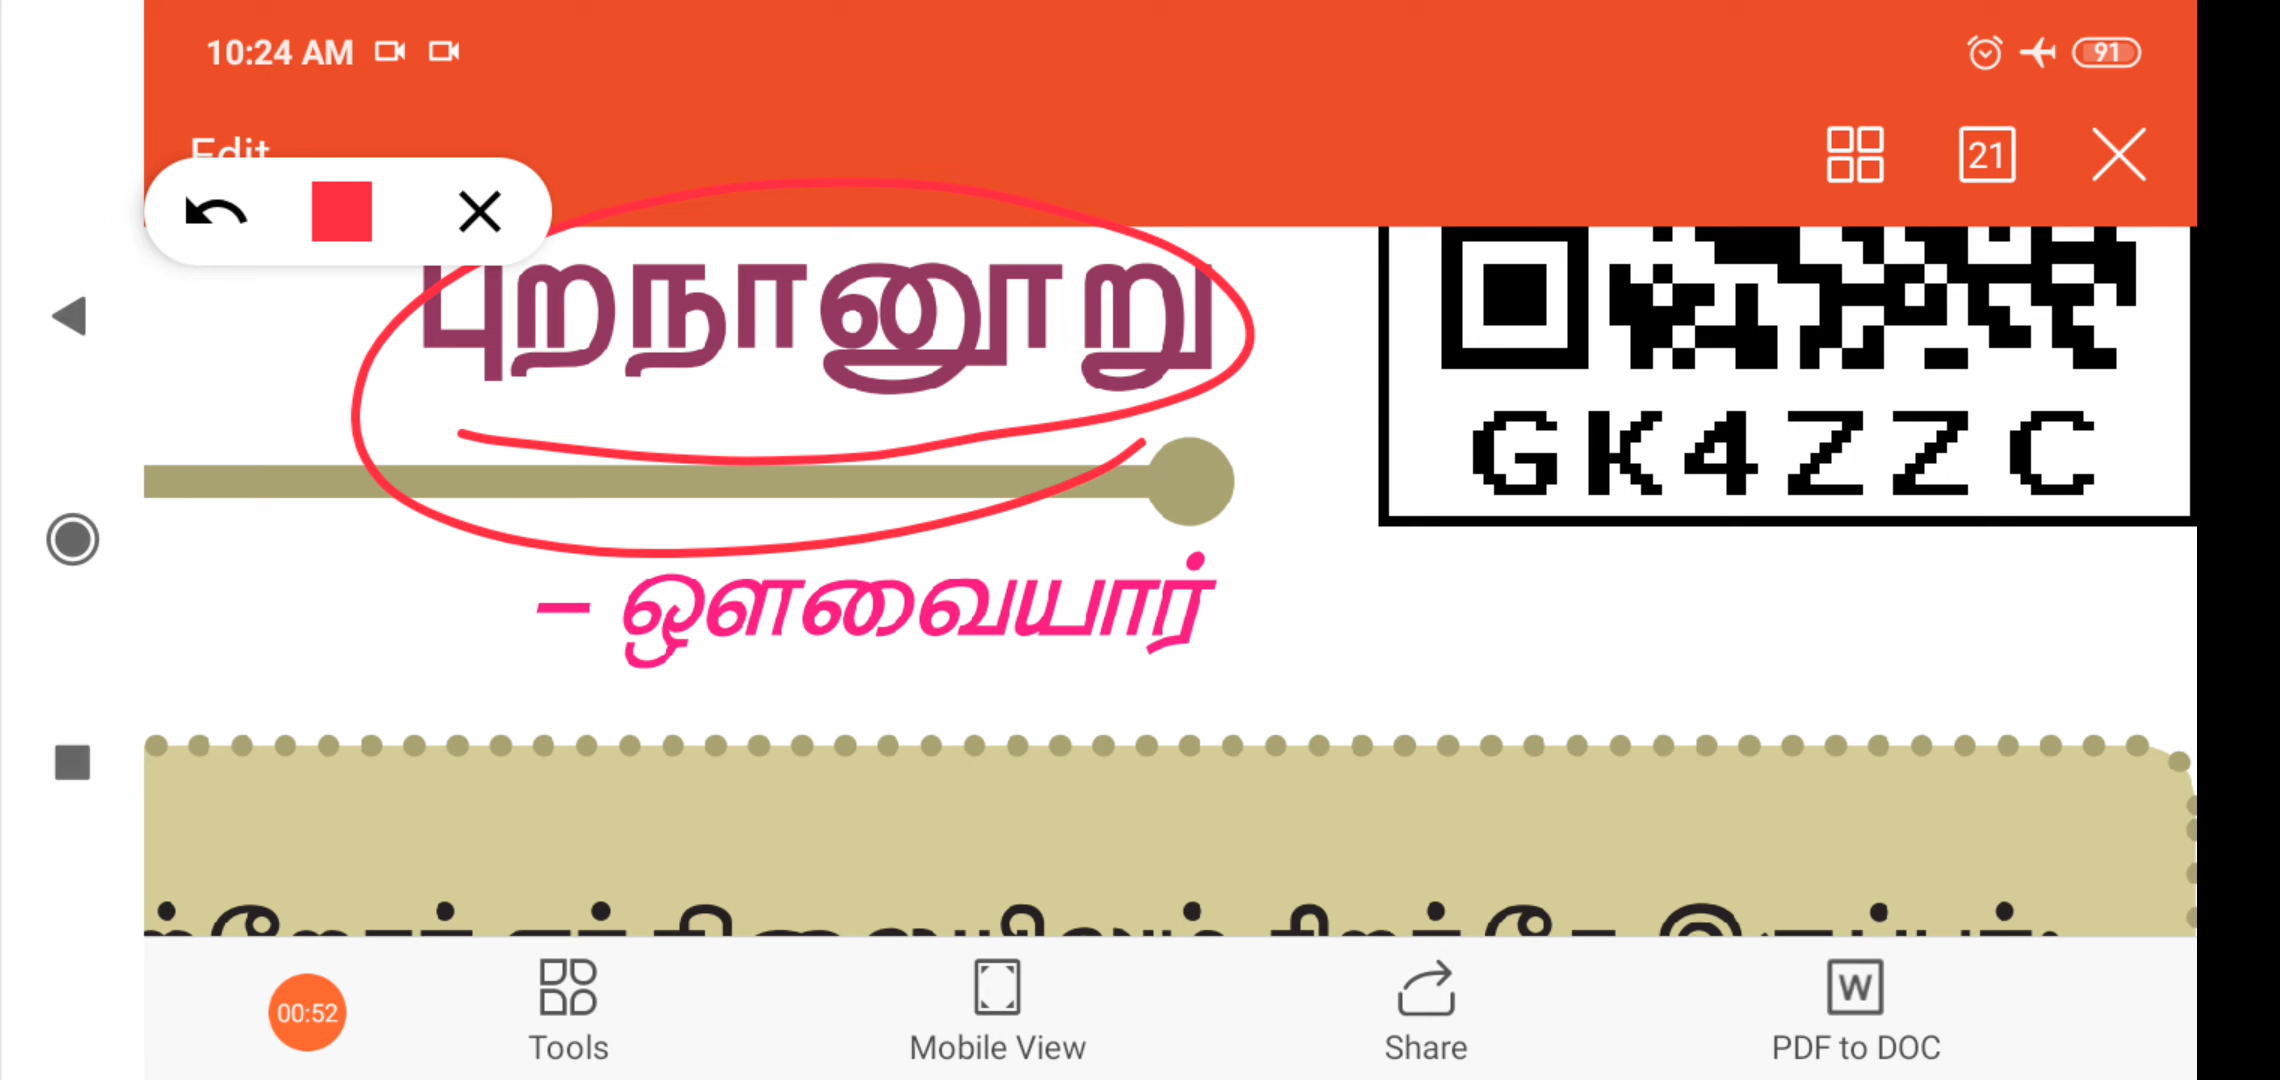 10:24 AM
91
Edit
21
புறநானூறு
GK4ZZC
– ஔவையார்
00:52
Tools
Mobile View
Share
W
PDF to DOC